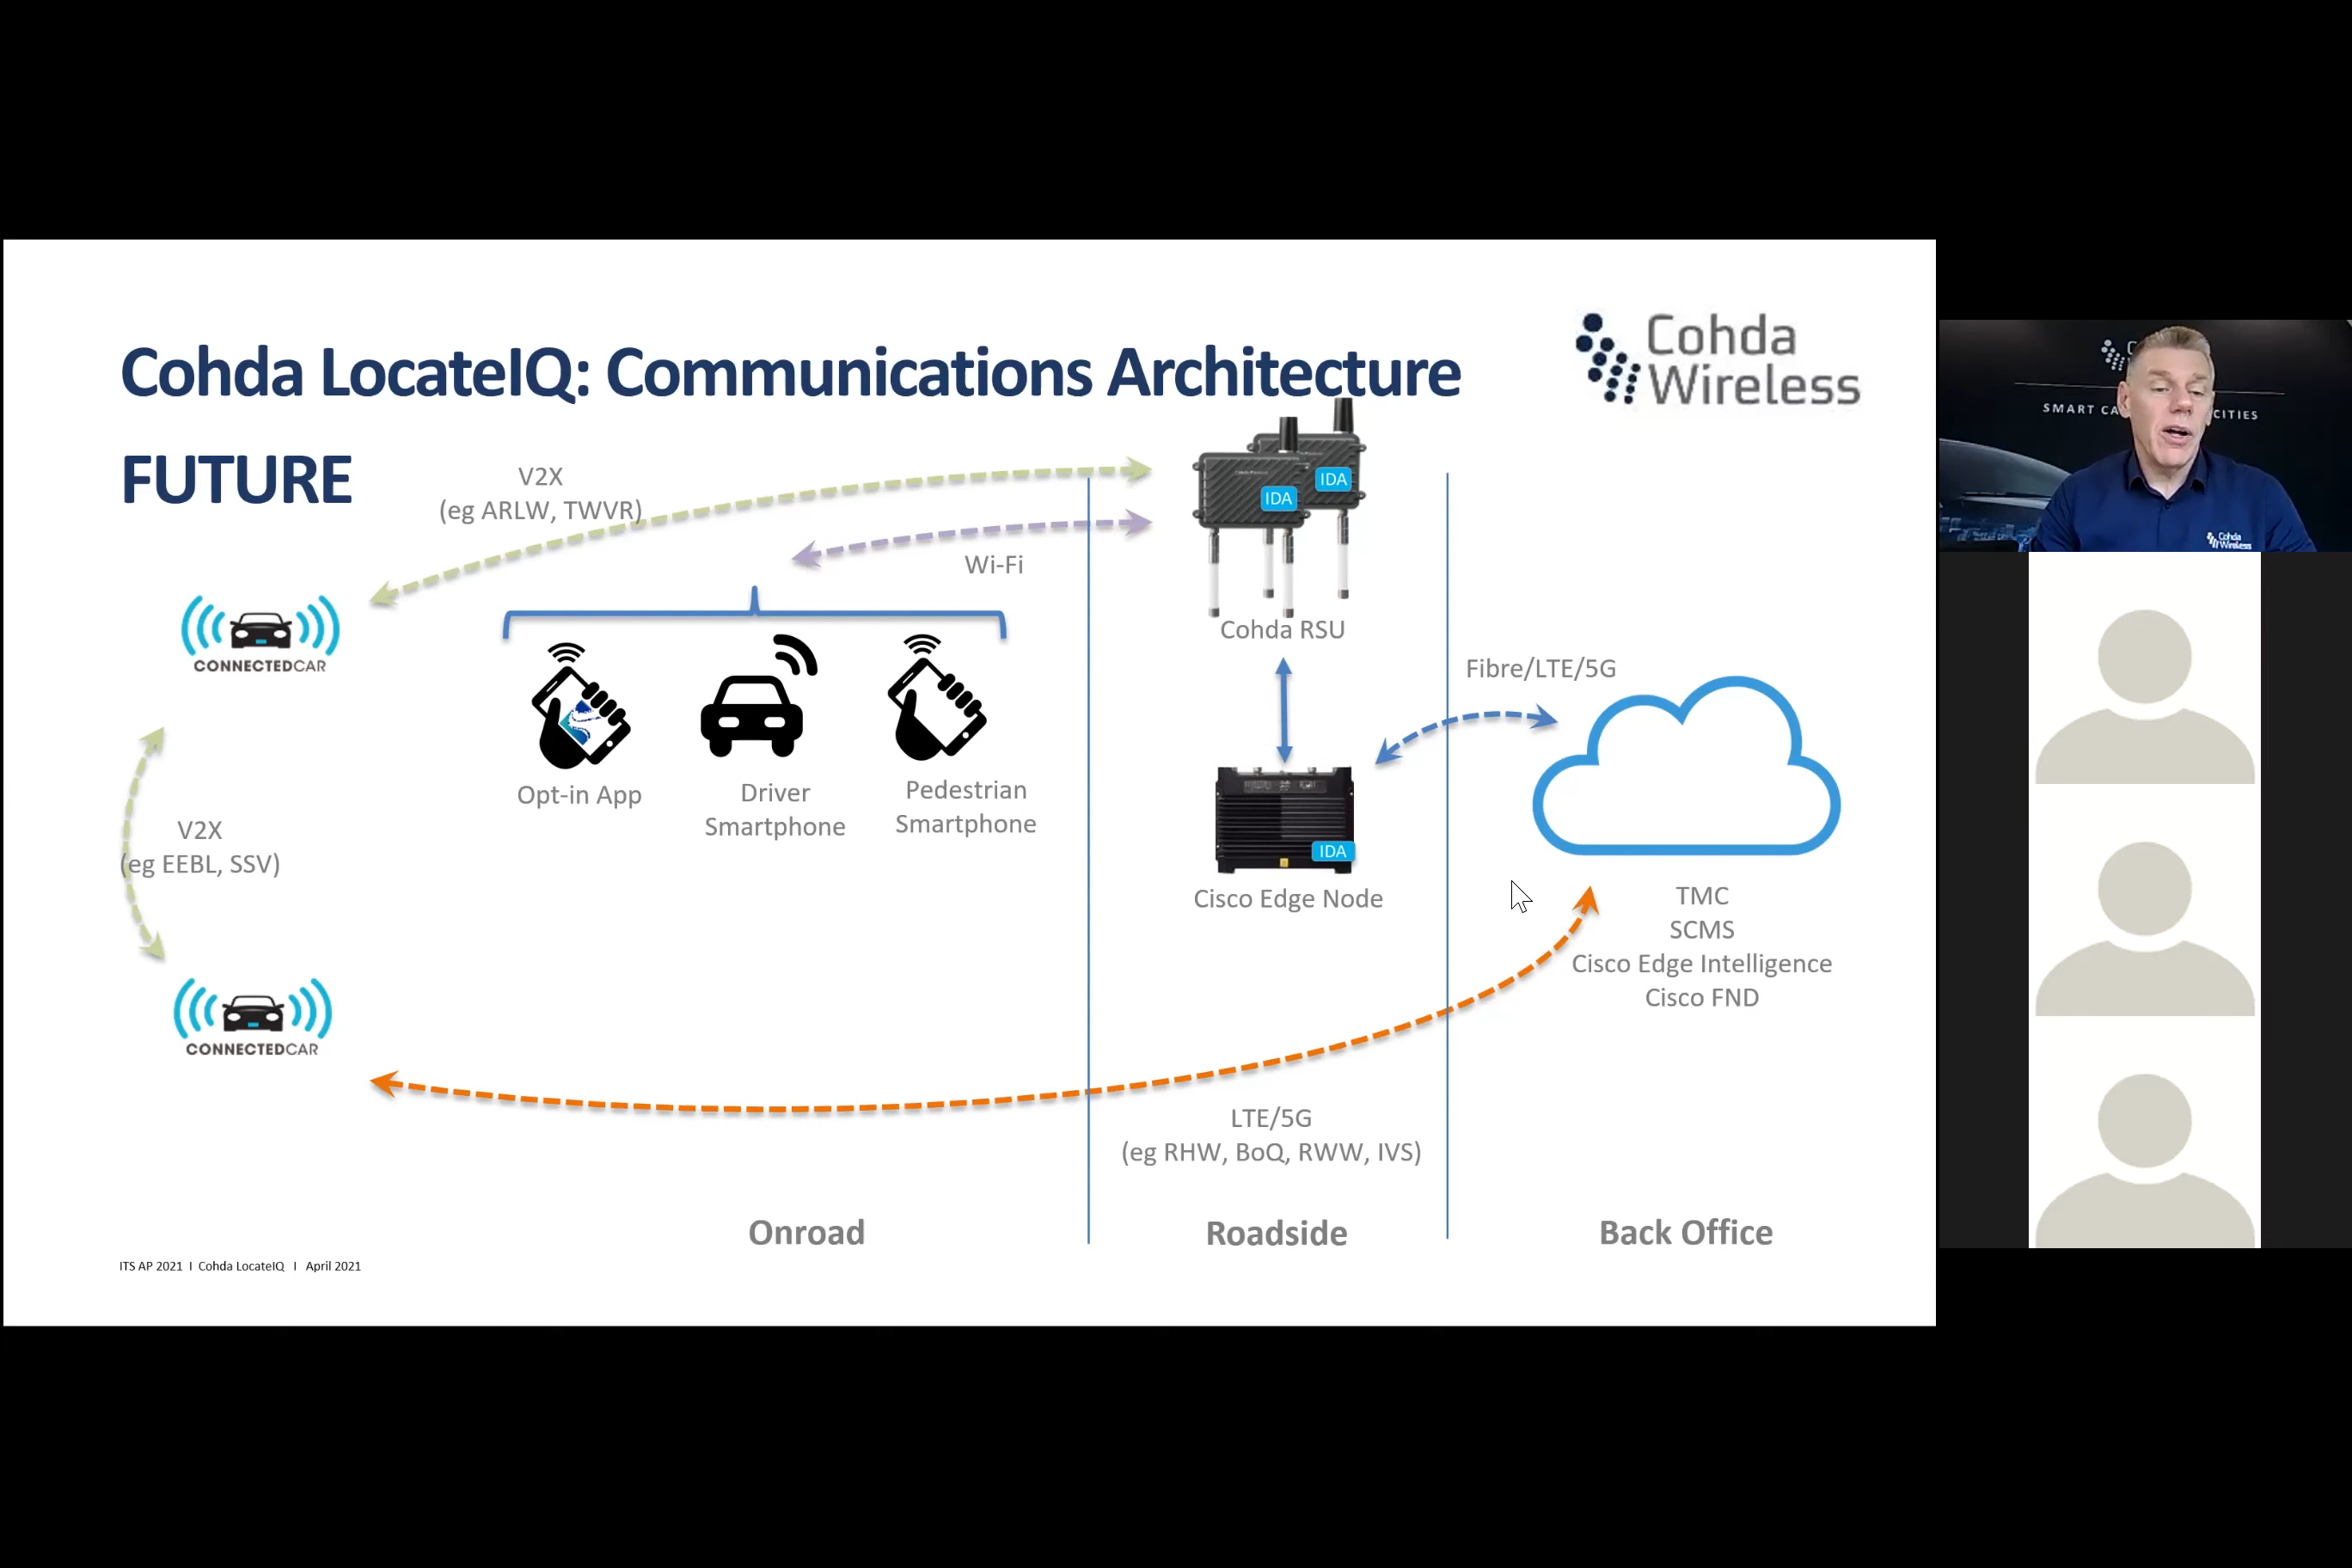 Cohda LocateIQ: Communications Architecture
FUTURE
Cohda
Wireless
V2X
(eg ARLW, TWVR)
Wi-Fi
IDA
IDA
Cohda RSU
CONNECTEDCAR
Fibre/LTE/5G
Opt-in App
Driver
Smartphone
Pedestrian
Smartphone
V2X
(eg EEBL, SSV)
IDA
Cisco Edge Node
TMC
SCMS
Cisco Edge Intelligence
Cisco FND
CONNECTEDCAR
LTE/5G
(eg RHW, BoQ, RWW, IVS)
Onroad
Roadside
Back Office
ITS AP 2021 I Cohda LocateIQ I April 2021
SMART CA
CITIES
Cohda
Wireless